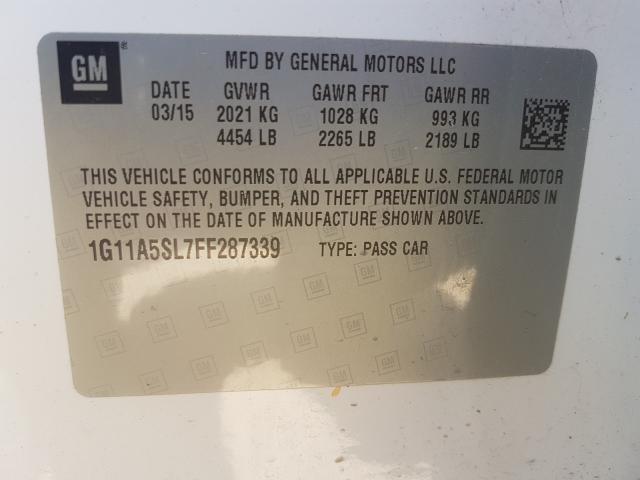 GM ®
MFD BY GENERAL MOTORS LLC
DATE GVWR GAWR FRT GAWR RR
03/15 2021 KG 1028 KG 993 KG
4454 LB 2265 LB 2189 LB
THIS VEHICLE CONFORMS TO ALL APPLICABLE U.S. FEDERAL MOTOR
VEHICLE SAFETY, BUMPER, AND THEFT PREVENTION STANDARDS IN
EFFECT ON THE DATE OF MANUFACTURE SHOWN ABOVE.
1G11A5SL7FF287339 TYPE: PASS CAR